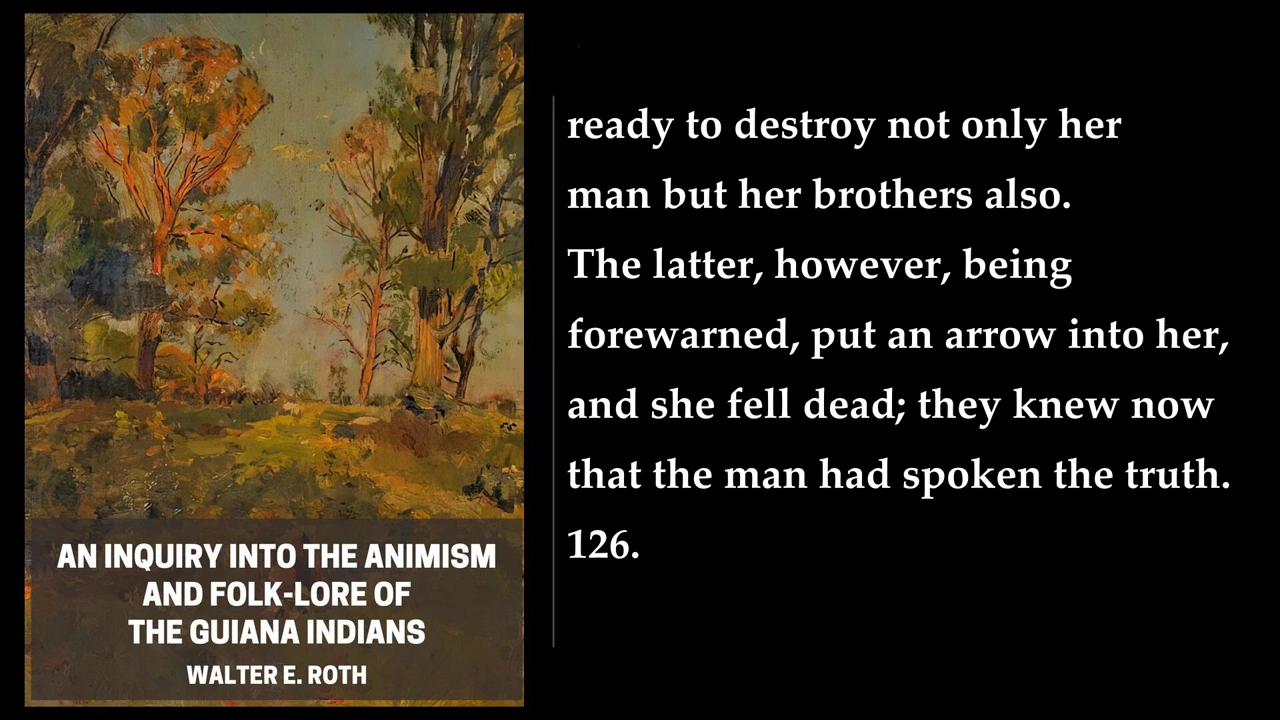 ready to destroy not only her
man but her brothers also.
The latter, however, being
forewarned, put an arrow into her,
and she fell dead; they knew now
that the man had spoken the truth.
126.
AN INQUIRY INTO THE ANIMISM
AND FOLK-LORE OF
THE GUIANA INDIANS
WALTER E. ROTH